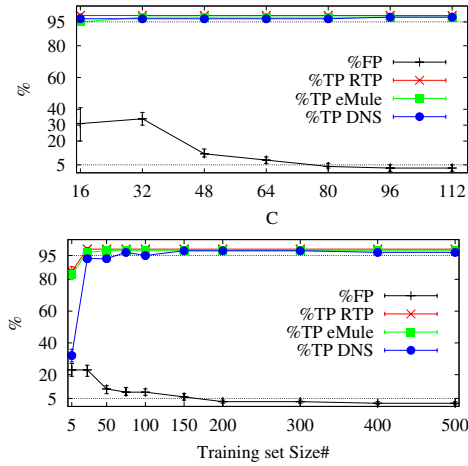 95
80
60
40
30
20
5
%
%FP
%TP RTP
%TP eMule
%TP DNS
16 32 48 64 80 96 112
C
95
80
60
40
20
5
%
%FP
%TP RTP
%TP eMule
%TP DNS
5 50 100 150 200 300 400 500
Training set Size#